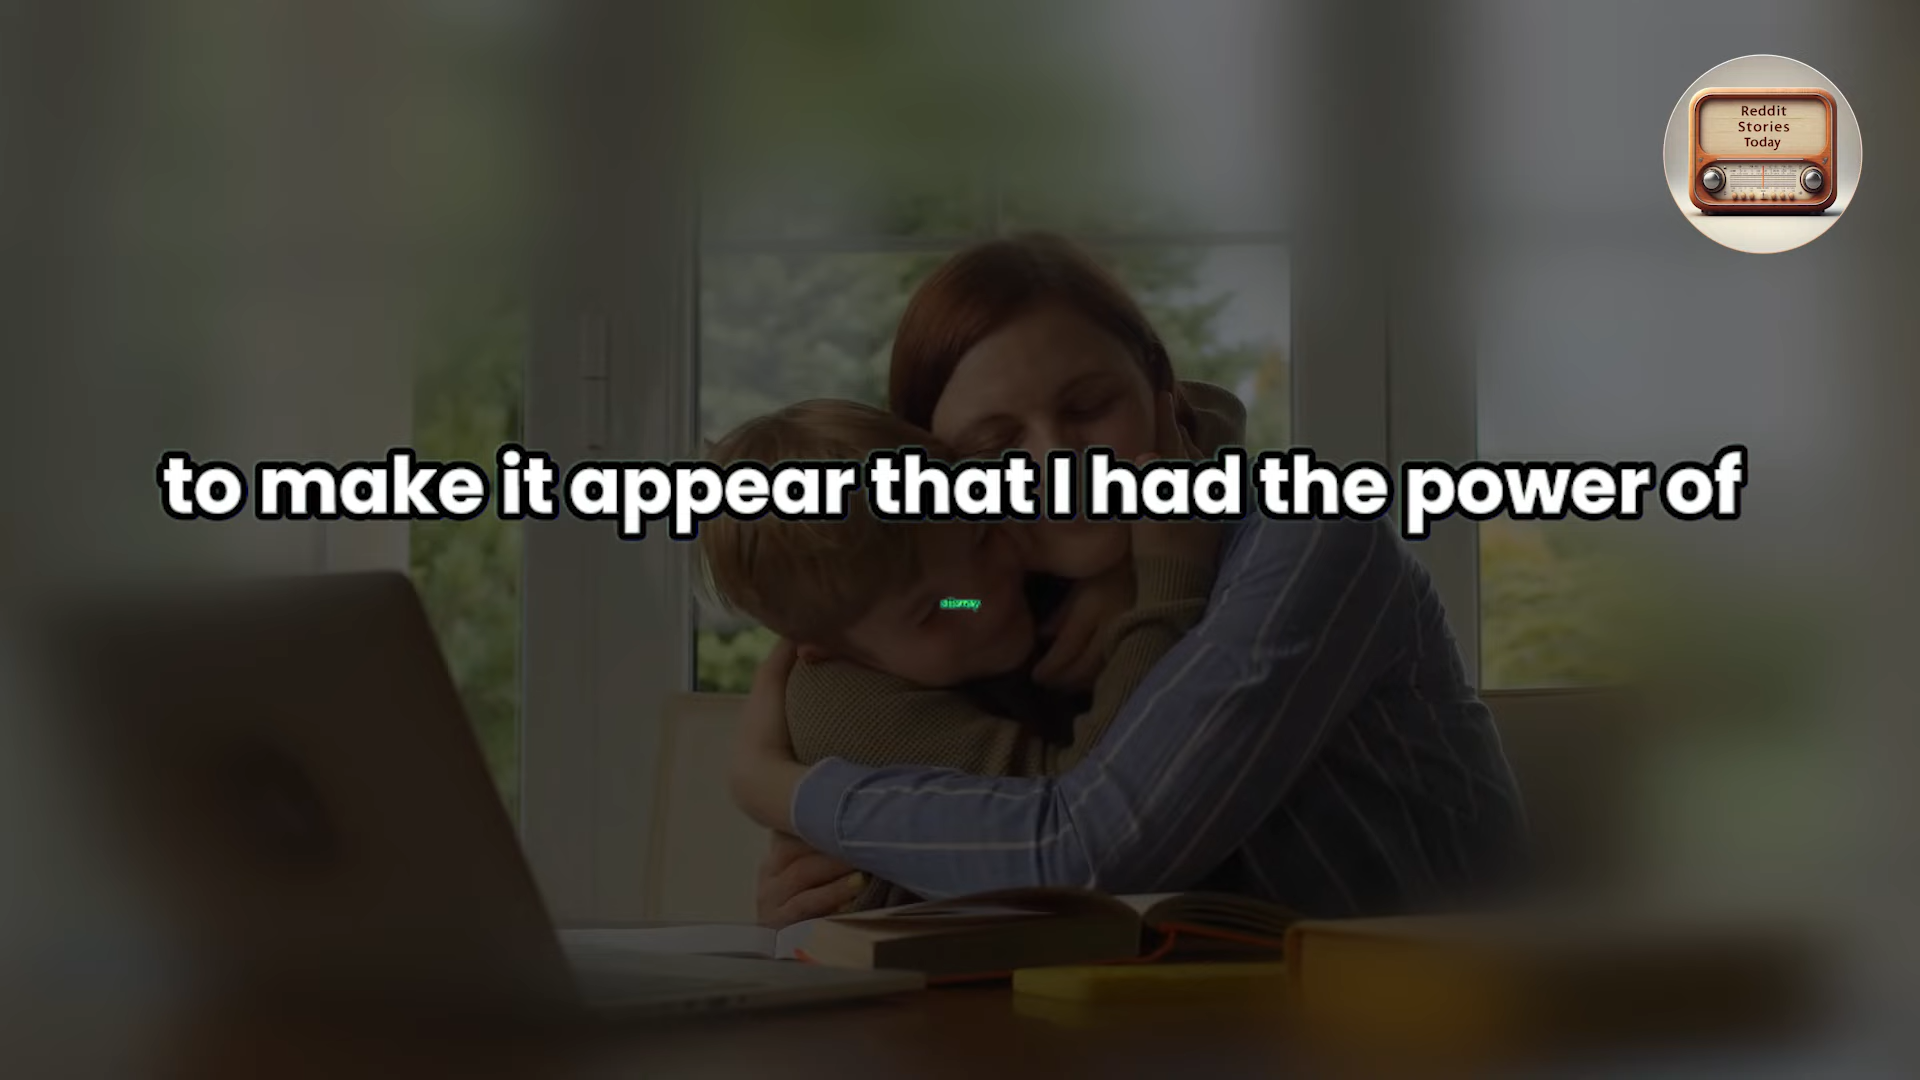 Reddit
Stories
Today
to make it appear that I had the power of